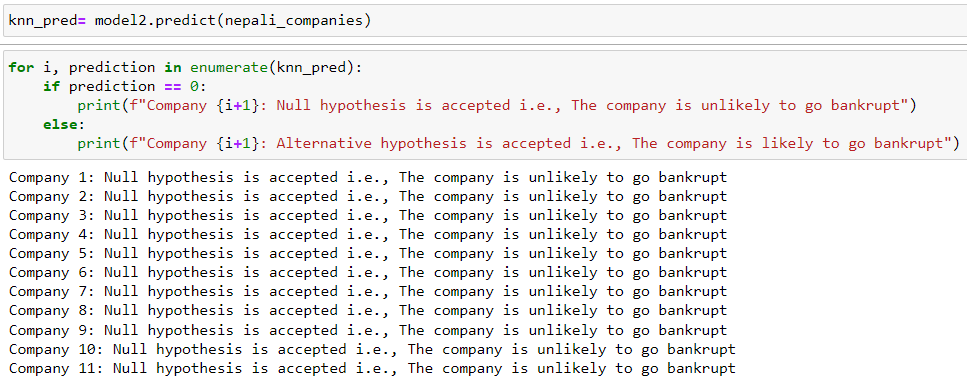 knn_pred= model2.predict(nepali_companies)
for i, prediction in enumerate(knn_pred):
    if prediction == 0:
        print(f"Company {i+1}: Null hypothesis is accepted i.e., The company is unlikely to go bankrupt")
    else:
        print(f"Company {i+1}: Alternative hypothesis is accepted i.e., The company is likely to go bankrupt")
Company 1: Null hypothesis is accepted i.e., The company is unlikely to go bankrupt
Company 2: Null hypothesis is accepted i.e., The company is unlikely to go bankrupt
Company 3: Null hypothesis is accepted i.e., The company is unlikely to go bankrupt
Company 4: Null hypothesis is accepted i.e., The company is unlikely to go bankrupt
Company 5: Null hypothesis is accepted i.e., The company is unlikely to go bankrupt
Company 6: Null hypothesis is accepted i.e., The company is unlikely to go bankrupt
Company 7: Null hypothesis is accepted i.e., The company is unlikely to go bankrupt
Company 8: Null hypothesis is accepted i.e., The company is unlikely to go bankrupt
Company 9: Null hypothesis is accepted i.e., The company is unlikely to go bankrupt
Company 10: Null hypothesis is accepted i.e., The company is unlikely to go bankrupt
Company 11: Null hypothesis is accepted i.e., The company is unlikely to go bankrupt